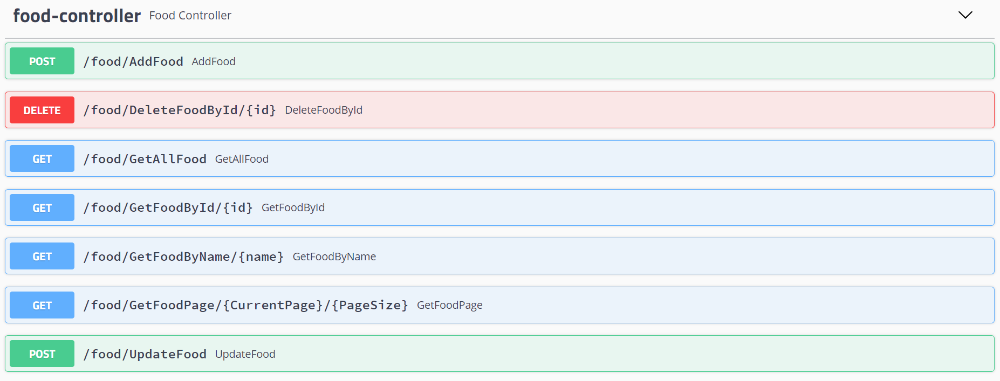 food-controller Food Controller
POST /food/AddFood AddFood
DELETE /food/DeleteFoodById/{id} DeleteFoodById
GET /food/GetAllFood GetAllFood
GET /food/GetFoodById/{id} GetFoodById
GET /food/GetFoodByName/{name} GetFoodByName
GET /food/GetFoodPage/{CurrentPage}/{PageSize} GetFoodPage
POST /food/UpdateFood UpdateFood